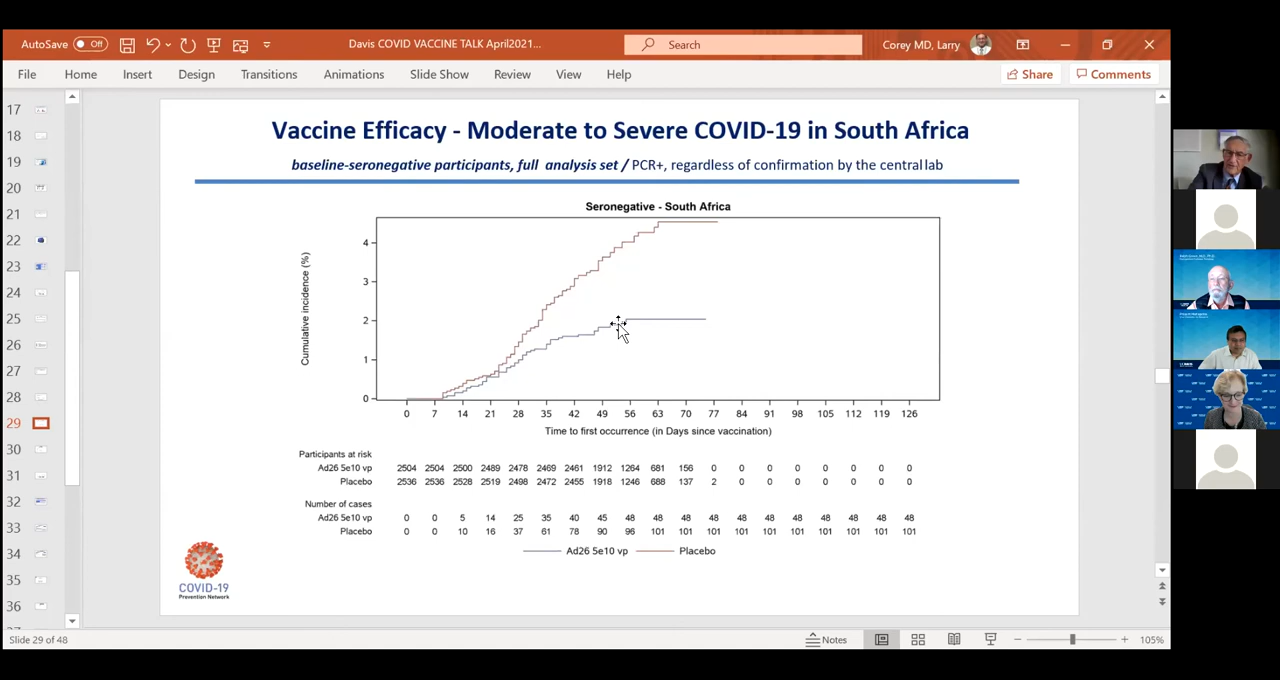 AutoSave Off Davis COVID VACCINE TALK April2021... Search Corey MD, Larry
File Home Insert Design Transitions Animations Slide Show Review View Help Share Comments
17
18
19
20
21
22
23
24
25
26
27
28
29
30
31
32
33
34
35
36
Vaccine Efficacy - Moderate to Severe COVID-19 in South Africa
baseline-seronegative participants, full analysis set / PCR+, regardless of confirmation by the central lab
Seronegative - South Africa
Cumulative incidence (%)
4
3
2
1
0
0 7 14 21 28 35 42 49 56 63 70 77 84 91 98 105 112 119 126
Time to first occurrence (in Days since vaccination)
Participants at risk
Ad26 5e10 vp 2504 2504 2500 2489 2478 2469 2461 1912 1264 681 156 0 0 0 0 0 0 0 0
Placebo 2536 2536 2528 2519 2498 2472 2455 1918 1246 688 137 2 0 0 0 0 0 0 0
Number of cases
Ad26 5e10 vp 0 0 5 14 25 35 40 45 48 48 48 48 48 48 48 48 48 48 48
Placebo 0 0 10 16 37 61 78 90 96 101 101 101 101 101 101 101 101 101 101
Ad26 5e10 vp Placebo
COVID-19
Prevention Network
Slide 29 of 48 Notes 105%